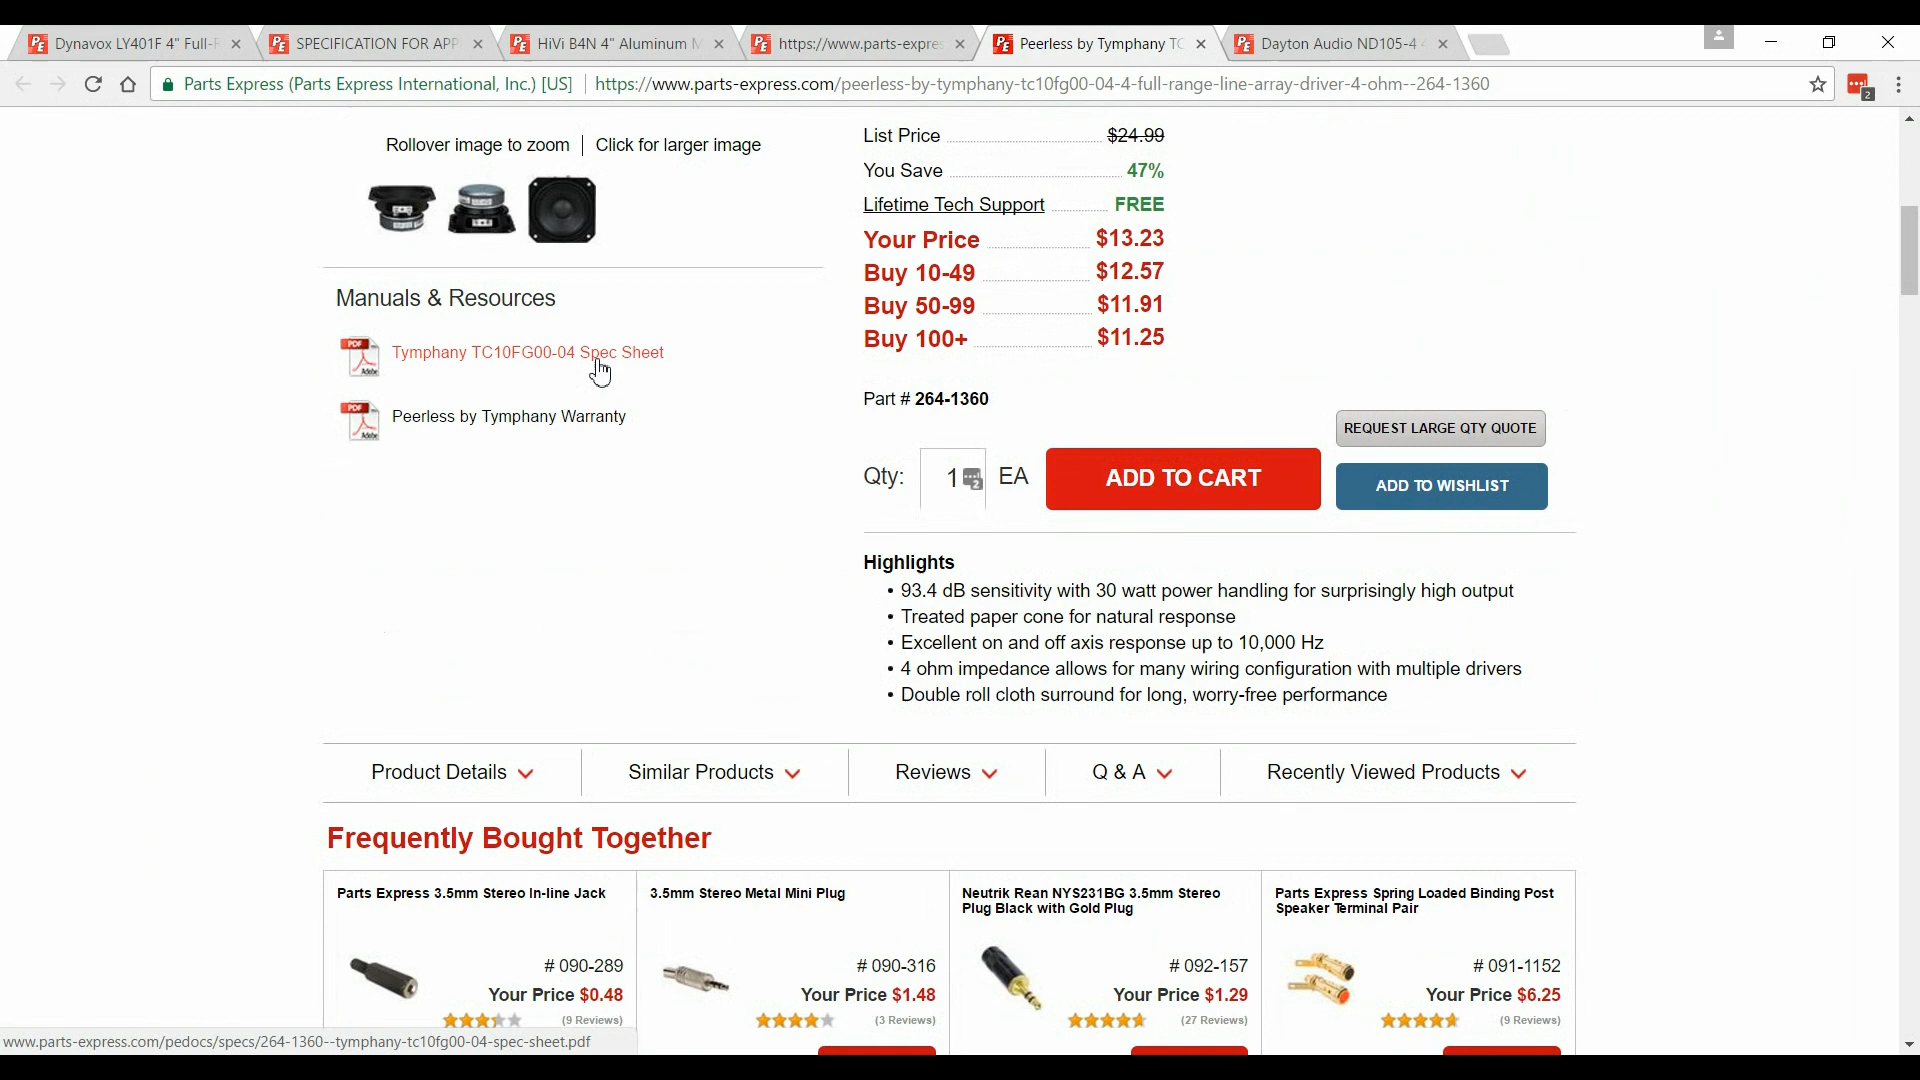 Dynavox LY401F 4" Full-F
SPECIFICATION FOR APP
HiVi B4N 4" Aluminum M
https://www.parts-expres
Peerless by Tymphany TC
Dayton Audio ND105-4 4
Parts Express (Parts Express International, Inc.) [US]
https://www.parts-express.com/peerless-by-tymphany-tc10fg00-04-4-full-range-line-array-driver-4-ohm--264-1360
2
Rollover image to zoom | Click for larger image
List Price $24.99
You Save 47%
Lifetime Tech Support FREE
Your Price $13.23
Buy 10-49 $12.57
Buy 50-99 $11.91
Buy 100+ $11.25
Manuals & Resources
PDF Adobe
Tymphany TC10FG00-04 Spec Sheet
PDF Adobe
Peerless by Tymphany Warranty
Part # 264-1360
REQUEST LARGE QTY QUOTE
Qty: 1 2 EA
ADD TO CART
ADD TO WISHLIST
Highlights
• 93.4 dB sensitivity with 30 watt power handling for surprisingly high output
• Treated paper cone for natural response
• Excellent on and off axis response up to 10,000 Hz
• 4 ohm impedance allows for many wiring configuration with multiple drivers
• Double roll cloth surround for long, worry-free performance
Product Details
Similar Products
Reviews
Q & A
Recently Viewed Products
Frequently Bought Together
Parts Express 3.5mm Stereo In-line Jack
# 090-289
Your Price $0.48
(9 Reviews)
3.5mm Stereo Metal Mini Plug
# 090-316
Your Price $1.48
(3 Reviews)
Neutrik Rean NYS231BG 3.5mm Stereo
Plug Black with Gold Plug
# 092-157
Your Price $1.29
(27 Reviews)
Parts Express Spring Loaded Binding Post
Speaker Terminal Pair
# 091-1152
Your Price $6.25
(9 Reviews)
www.parts-express.com/pedocs/specs/264-1360--tymphany-tc10fg00-04-spec-sheet.pdf